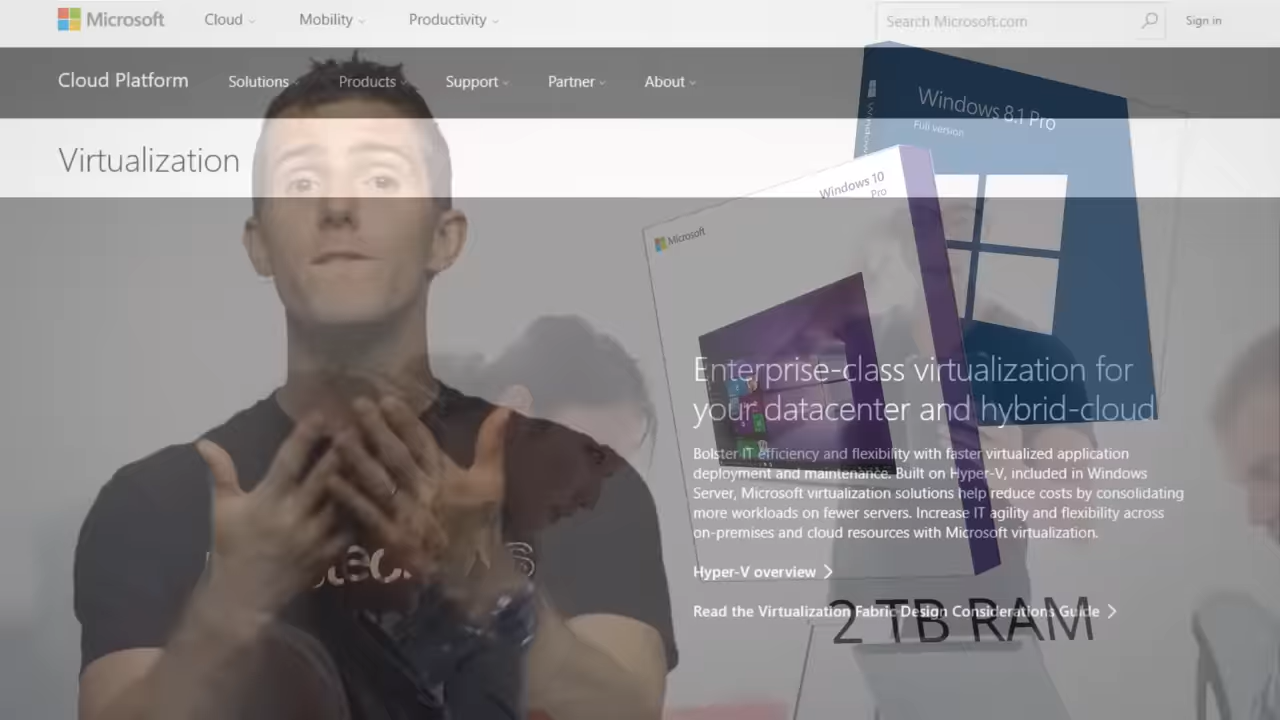 Microsoft
Cloud
Mobility
Productivity
Search Microsoft.com
Sign in
Cloud Platform
Solutions
Products
Support
Partner
About
Virtualization
Windows 8.1 Pro
Full version
Windows 10
Pro
Microsoft
Enterprise-class virtualization for
your datacenter and hybrid-cloud
Bolster IT efficiency and flexibility with faster virtualized application
deployment and maintenance. Built on Hyper-V, included in Windows
Server, Microsoft virtualization solutions help reduce costs by consolidating
more workloads on fewer servers. Increase IT agility and flexibility across
on-premises and cloud resources with Microsoft virtualization.
Hyper-V overview
Read the Virtualization Fabric Design Considerations Guide
2 TB RAM